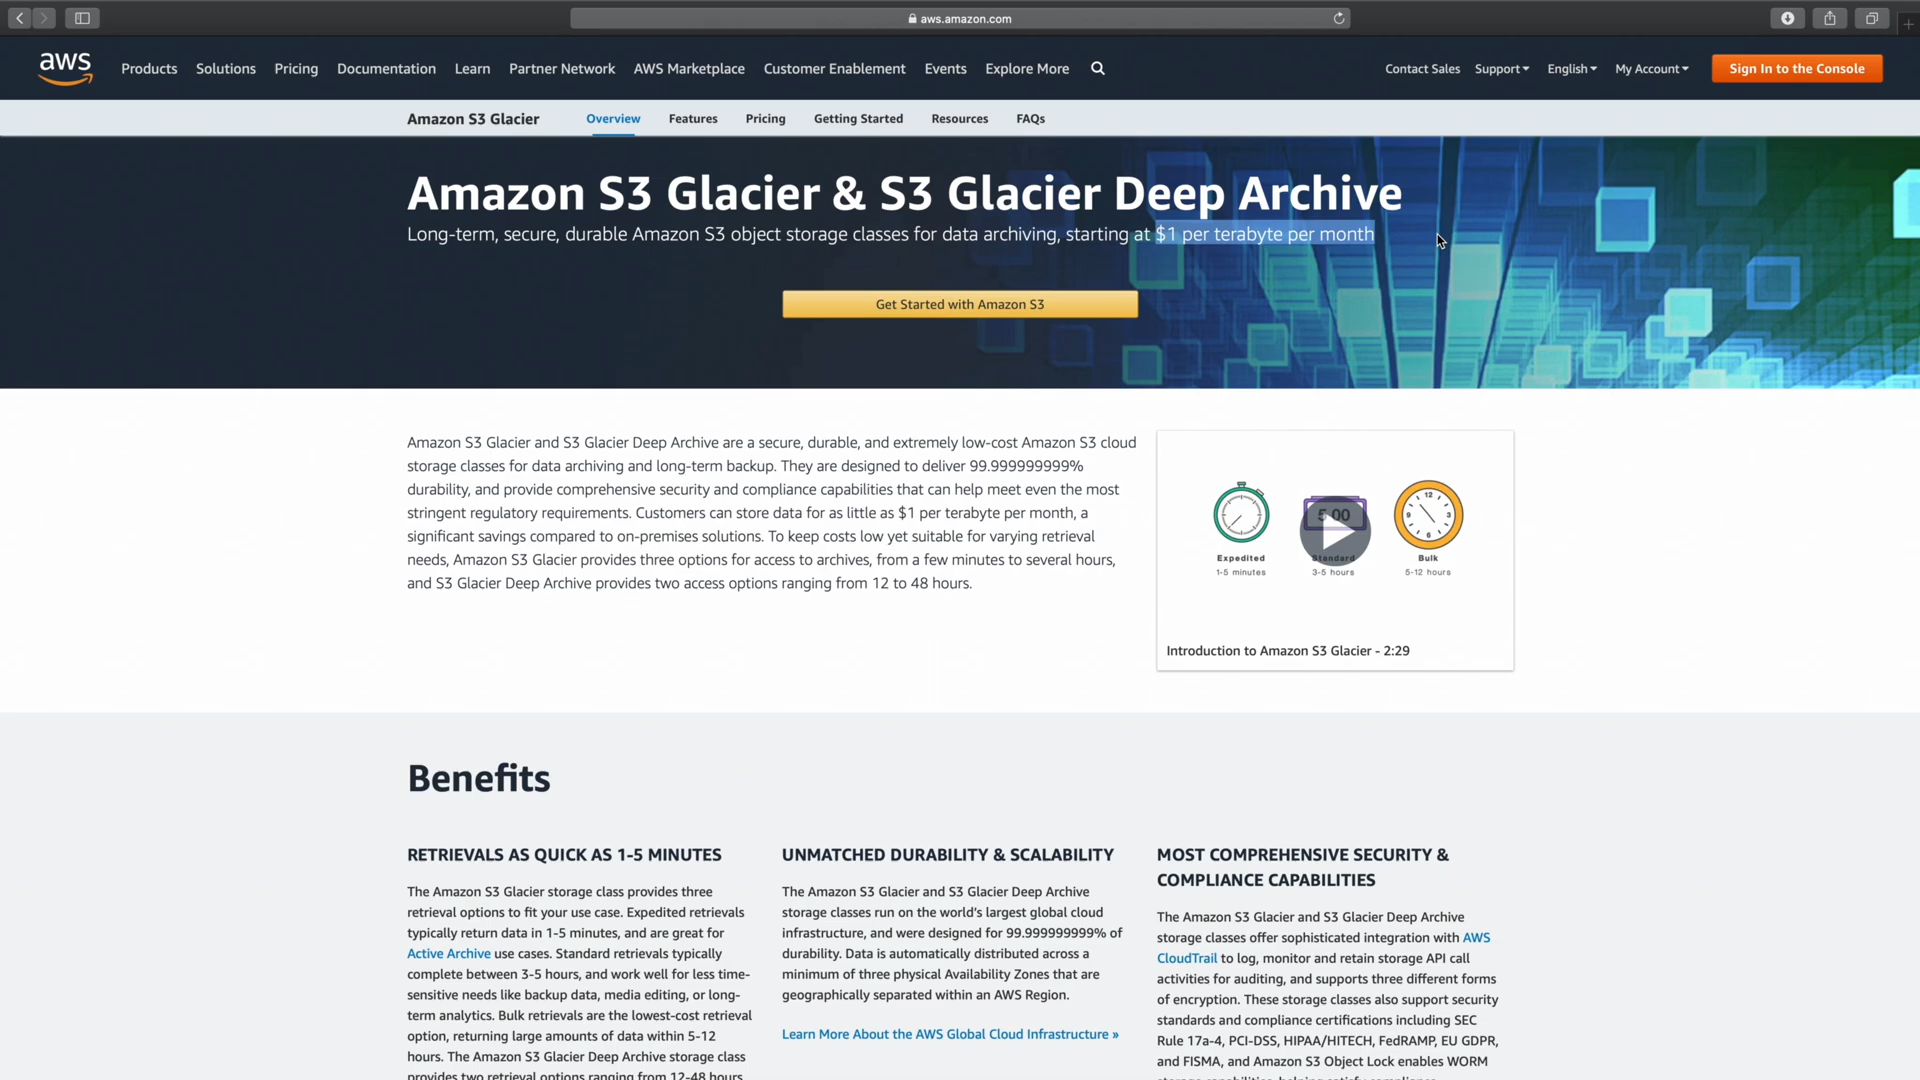 aws.amazon.com
aws
Products Solutions Pricing Documentation Learn Partner Network AWS Marketplace Customer Enablement Events Explore More
Contact Sales Support English My Account Sign In to the Console
Amazon S3 Glacier Overview Features Pricing Getting Started Resources FAQs
Amazon S3 Glacier & S3 Glacier Deep Archive
Long-term, secure, durable Amazon S3 object storage classes for data archiving, starting at $1 per terabyte per month
Get Started with Amazon S3
Amazon S3 Glacier and S3 Glacier Deep Archive are a secure, durable, and extremely low-cost Amazon S3 cloud
storage classes for data archiving and long-term backup. They are designed to deliver 99.999999999%
durability, and provide comprehensive security and compliance capabilities that can help meet even the most
stringent regulatory requirements. Customers can store data for as little as $1 per terabyte per month, a
significant savings compared to on-premises solutions. To keep costs low yet suitable for varying retrieval
needs, Amazon S3 Glacier provides three options for access to archives, from a few minutes to several hours,
and S3 Glacier Deep Archive provides two access options ranging from 12 to 48 hours.
12
9 3
6
5:00
Expedited Standard Bulk
1-5 minutes 3-5 hours 5-12 hours
Introduction to Amazon S3 Glacier - 2:29
Benefits
RETRIEVALS AS QUICK AS 1-5 MINUTES
The Amazon S3 Glacier storage class provides three
retrieval options to fit your use case. Expedited retrievals
typically return data in 1-5 minutes, and are great for
Active Archive use cases. Standard retrievals typically
complete between 3-5 hours, and work well for less time-
sensitive needs like backup data, media editing, or long-
term analytics. Bulk retrievals are the lowest-cost retrieval
option, returning large amounts of data within 5-12
hours. The Amazon S3 Glacier Deep Archive storage class
provides two retrieval options ranging from 12-48 hours.
UNMATCHED DURABILITY & SCALABILITY
The Amazon S3 Glacier and S3 Glacier Deep Archive
storage classes run on the world's largest global cloud
infrastructure, and were designed for 99.999999999% of
durability. Data is automatically distributed across a
minimum of three physical Availability Zones that are
geographically separated within an AWS Region.
Learn More About the AWS Global Cloud Infrastructure »
MOST COMPREHENSIVE SECURITY &
COMPLIANCE CAPABILITIES
The Amazon S3 Glacier and S3 Glacier Deep Archive
storage classes offer sophisticated integration with AWS
CloudTrail to log, monitor and retain storage API call
activities for auditing, and supports three different forms
of encryption. These storage classes also support security
standards and compliance certifications including SEC
Rule 17a-4, PCI-DSS, HIPAA/HITECH, FedRAMP, EU GDPR,
and FISMA, and Amazon S3 Object Lock enables WORM